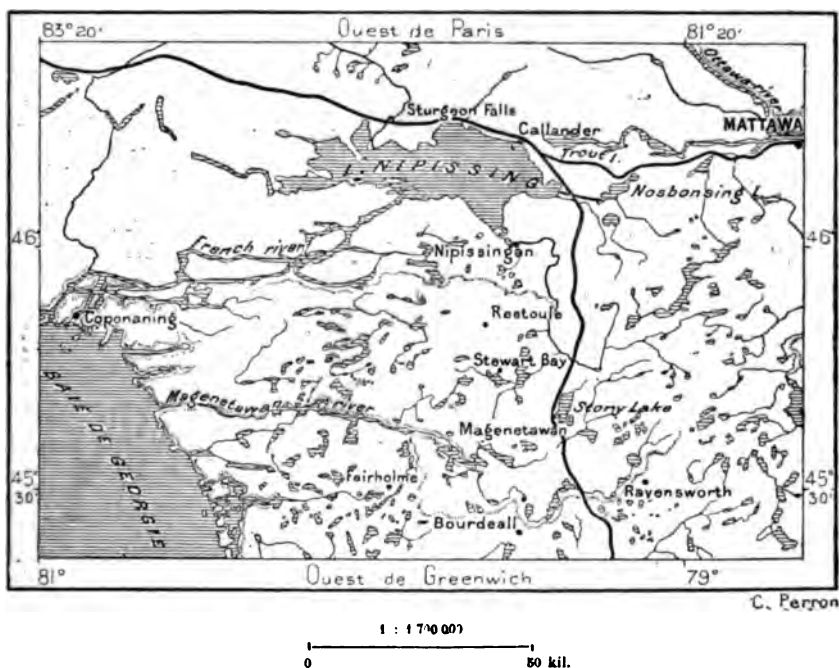 83°20' Ouest de Paris 81°20'
Ottawa river
Sturgeon Falls
MATTAWA
Callander
Trout l.
L. NIPISSING
Nosbonsing L.
46°
46°
French river
Nipissingan
Restoule
Coponaning
Stewart Bay
Magenetawan river
Stony Lake
BAIE DE GEORGIE
Magenetawan
45°
30'
45°
30'
Fairholme
Ravensworth
Bourdeall
81° Ouest de Greenwich 79°
C. Perron
0 50 kil.